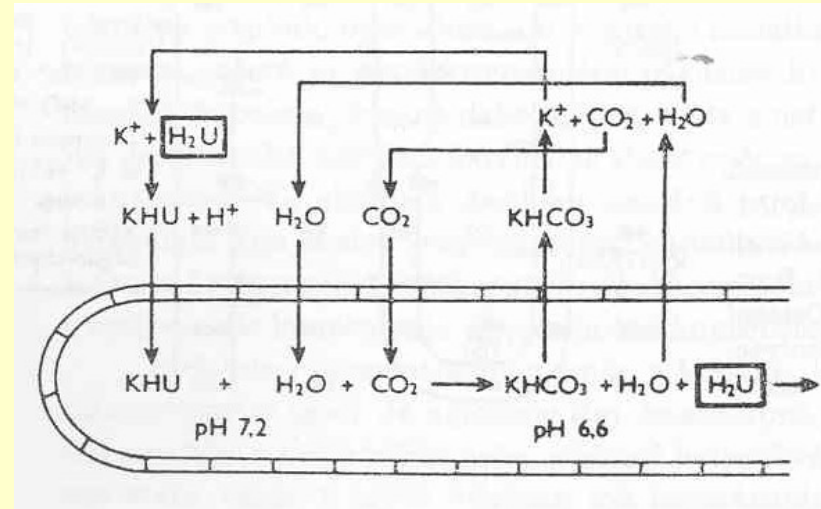 K⁺ + H₂U
K⁺ + CO₂ + H₂O
KHU + H⁺ H₂O CO₂ KHCO₃
KHU + H₂O + CO₂ → KHCO₃ + H₂O + H₂U →
pH 7,2 pH 6,6